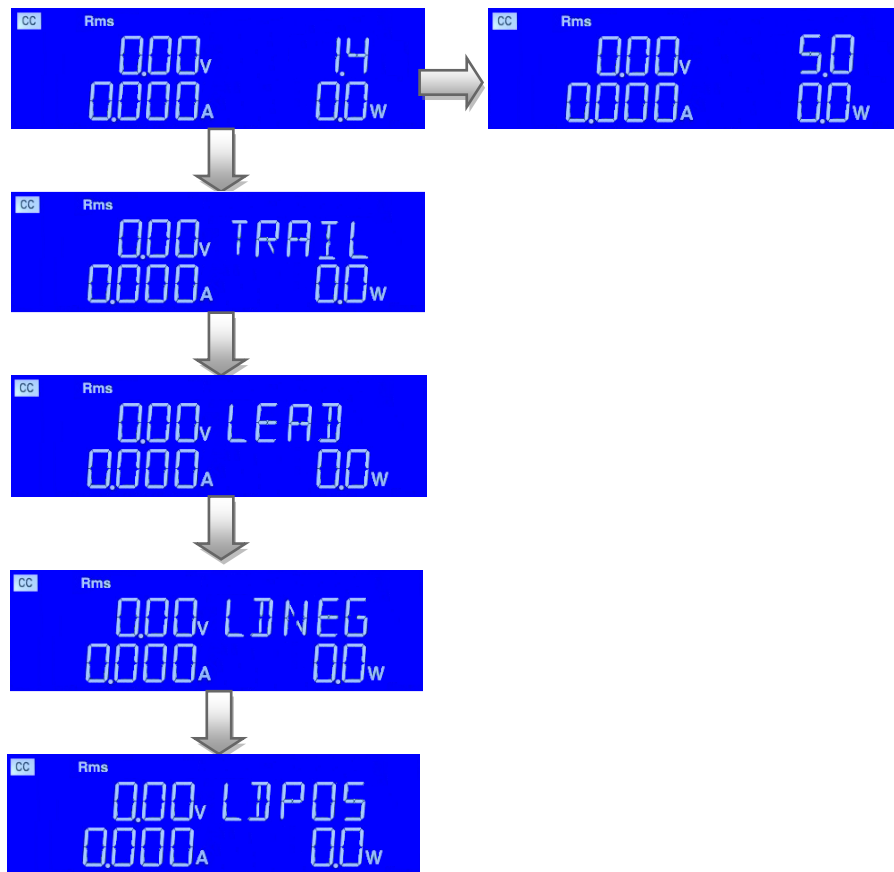 CC Rms
0.00V 1.4
0.000A 0.0W
CC Rms
0.00V 5.0
0.000A 0.0W
CC Rms
0.00V TRAIL
0.000A 0.0W
CC Rms
0.00V LEAD
0.000A 0.0W
CC Rms
0.00V LDNEG
0.000A 0.0W
CC Rms
0.00V LDPOS
0.000A 0.0W